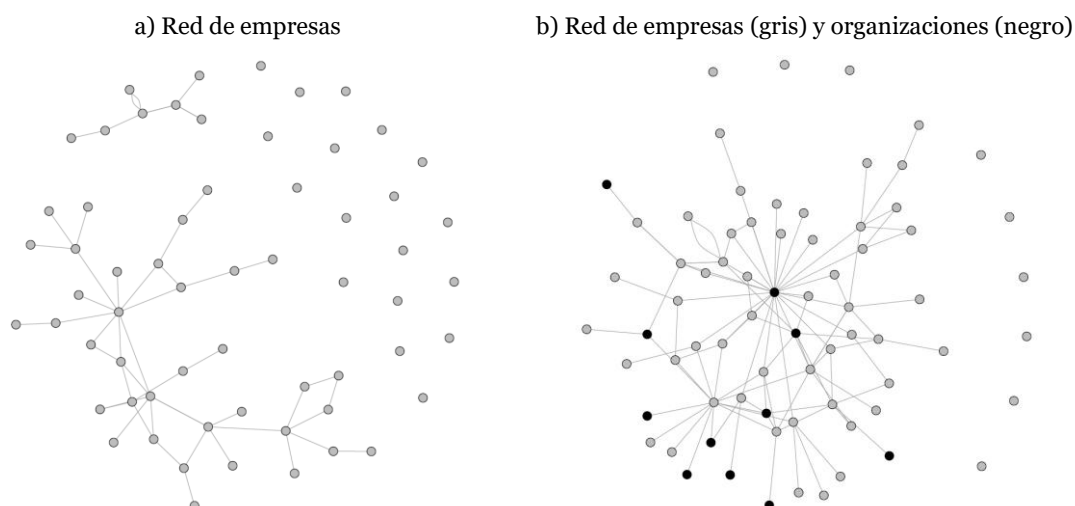 a) Red de empresas
b) Red de empresas (gris) y organizaciones (negro)